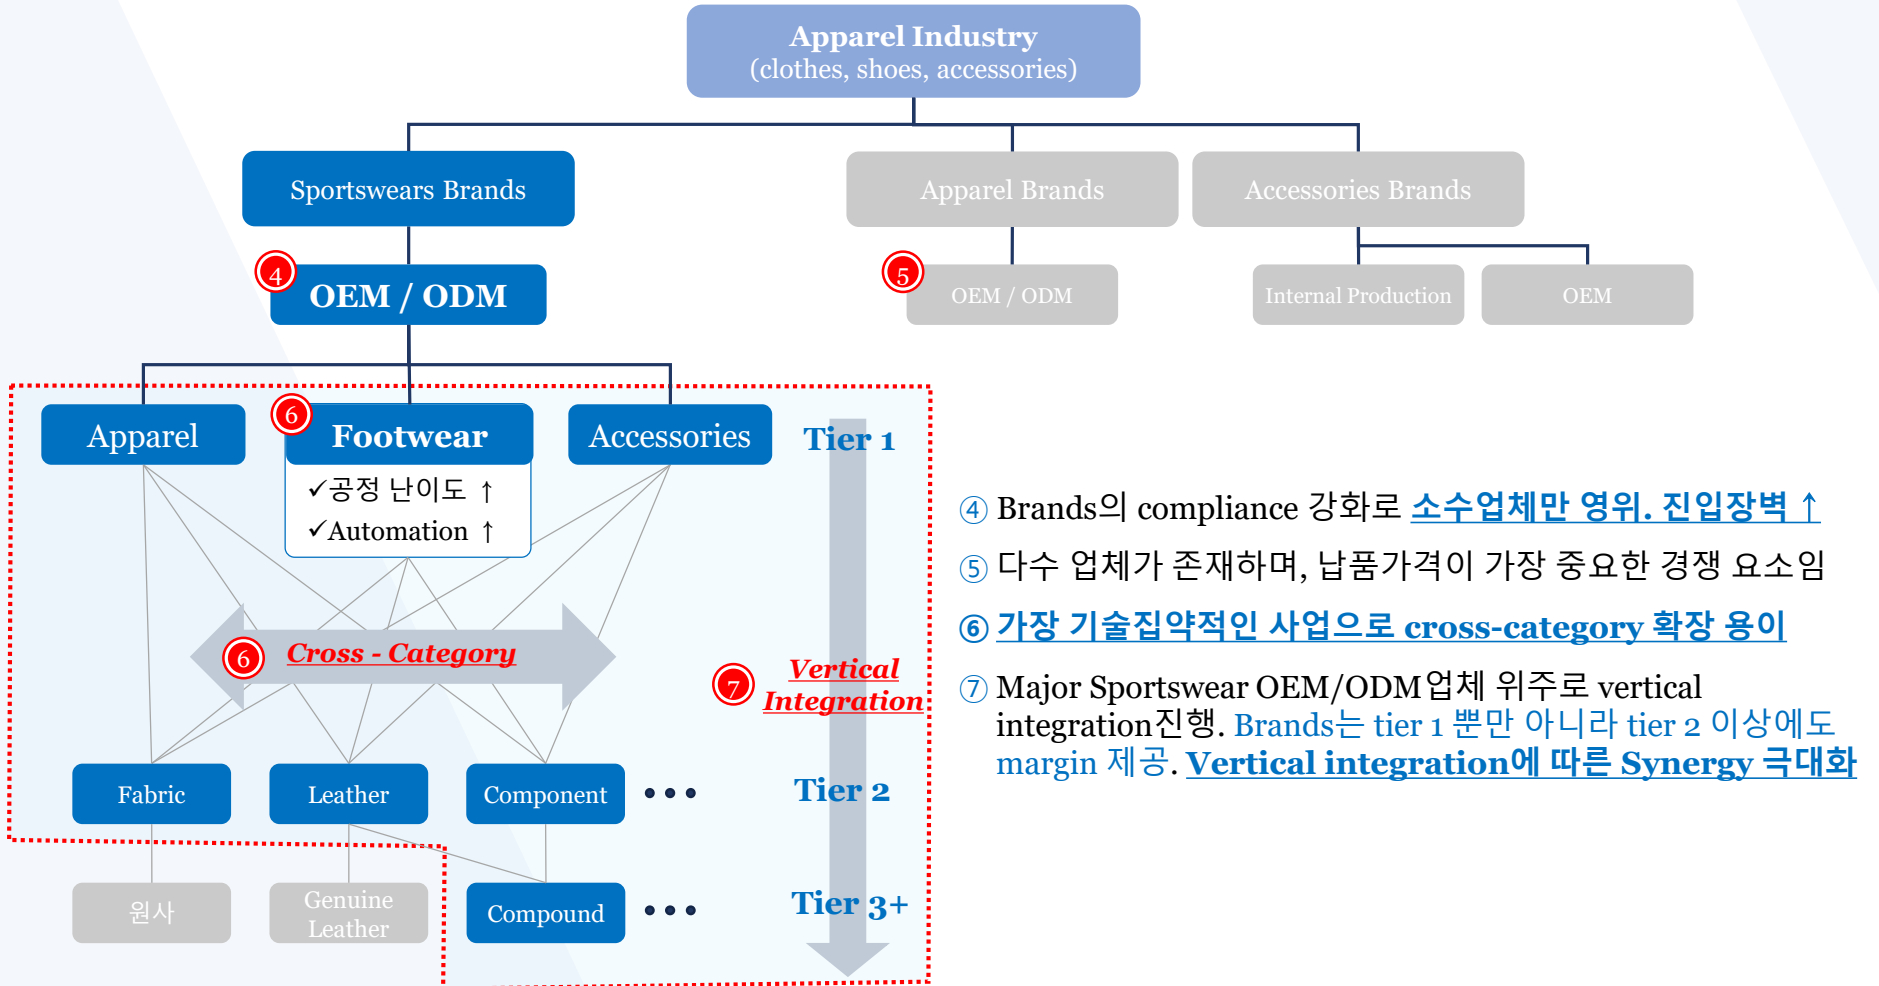 Apparel Industry
(clothes, shoes, accessories)
Sportswears Brands
Apparel Brands
Accessories Brands
4
OEM / ODM
5
OEM / ODM
Internal Production
OEM
Apparel
6
Footwear
Accessories
Tier 1
✓공정 난이도 ↑
✓Automation ↑
6
Cross - Category
7
Vertical
Integration
Fabric
Leather
Component
•••
Tier 2
원사
Genuine
Leather
Compound
•••
Tier 3+
④ Brands의 compliance 강화로 소수업체만 영위. 진입장벽 ↑
⑤ 다수 업체가 존재하며, 납품가격이 가장 중요한 경쟁 요소임
⑥ 가장 기술집약적인 사업으로 cross-category 확장 용이
⑦ Major Sportswear OEM/ODM업체 위주로 vertical
integration진행. Brands는 tier 1 뿐만 아니라 tier 2 이상에도
margin 제공. Vertical integration에 따른 Synergy 극대화